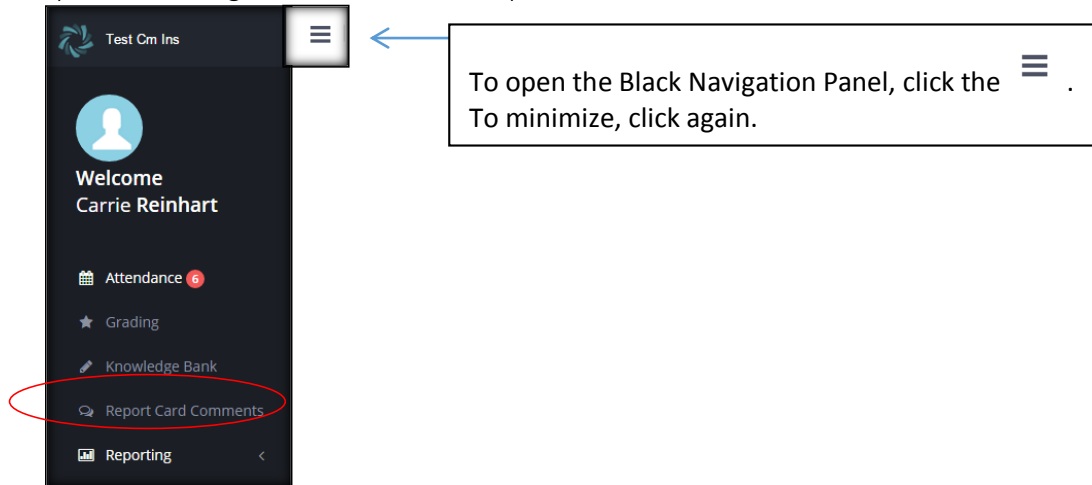 Test Cm Ins
To open the Black Navigation Panel, click the .
To minimize, click again.
Welcome
Carrie Reinhart
Attendance 6
Grading
Knowledge Bank
Report Card Comments
Reporting <